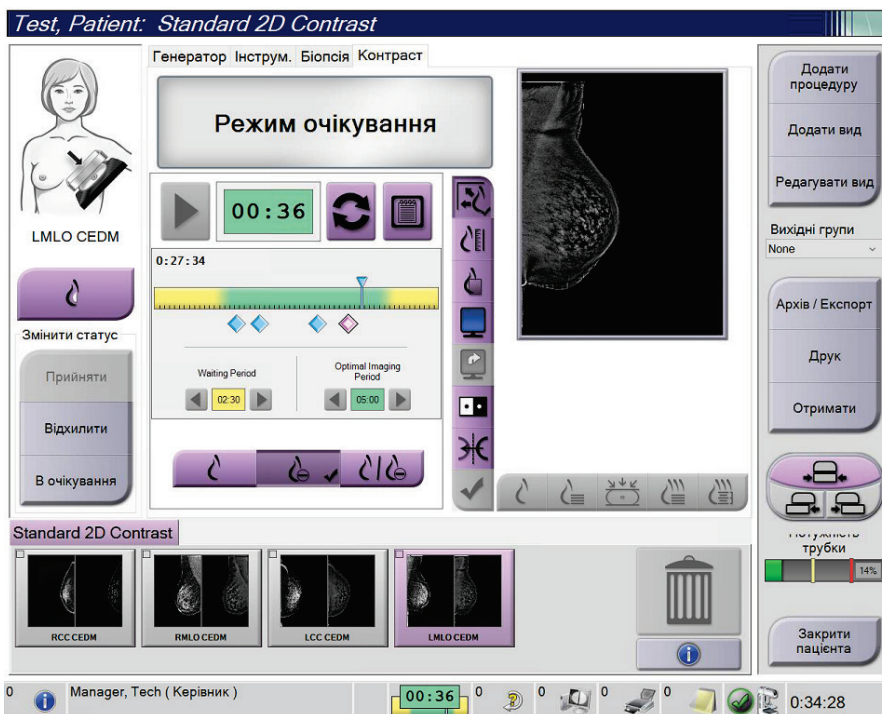 Test, Patient:  Standard 2D Contrast
Генератор Інструм. Біопсія Контраст
LMLO CEDM
Змінити статус
Прийняти
Відхилити
В очікування
Режим очікування
00:36
0:27:34
Waiting Period
02:30
Optimal Imaging
Period
05:00
Додати
процедуру
Додати вид
Редагувати вид
Вихідні групи
None
Архів / Експорт
Друк
Отримати
трубки
14%
Закрити
пацієнта
Standard 2D Contrast
RCC CEDM
RMLO CEDM
LCC CEDM
LMLO CEDM
0
Manager, Tech ( Керівник )
00:36
0
0
0
0
0:34:28